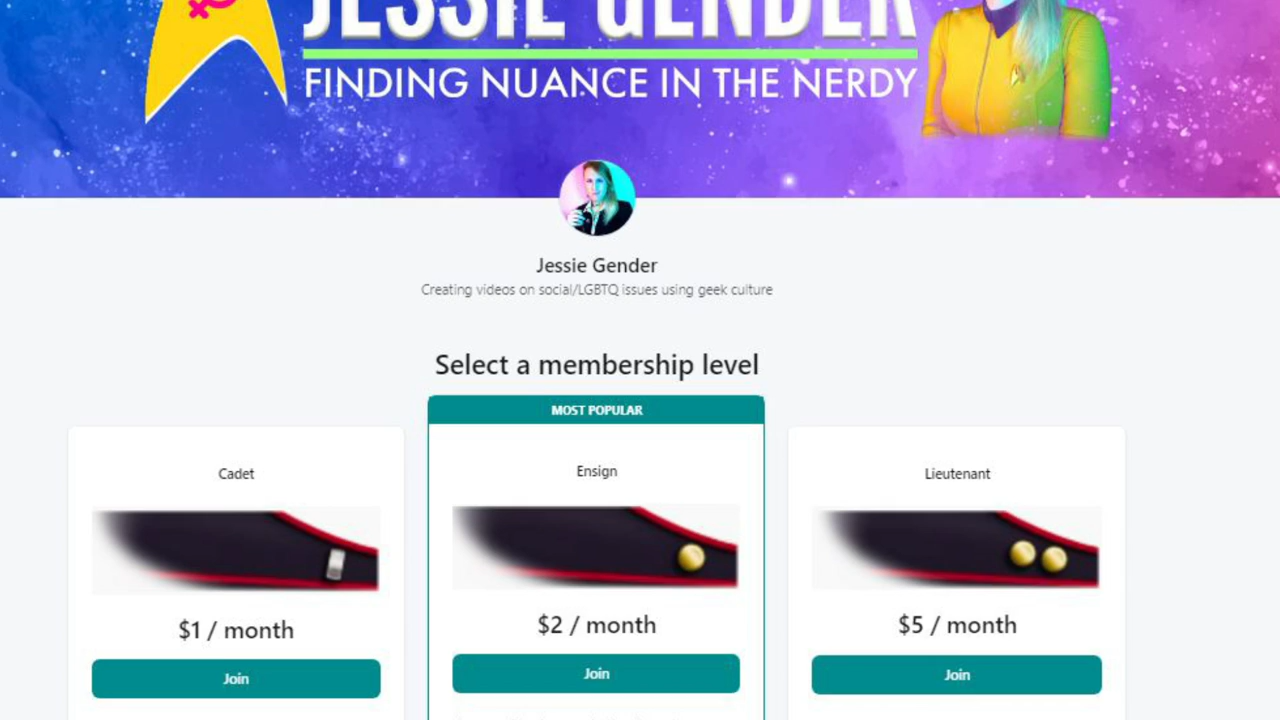 JESSIE GENDER
FINDING NUANCE IN THE NERDY
Jessie Gender
Creating videos on social/LGBTQ issues using geek culture
Select a membership level
MOST POPULAR
Cadet
$1 / month
Join
Ensign
$2 / month
Join
Lieutenant
$5 / month
Join